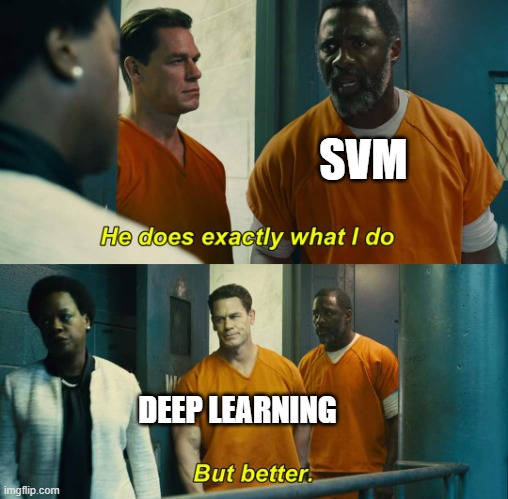 SVM
He does exactly what I do
DEEP LEARNING
But better.
imgflip.com